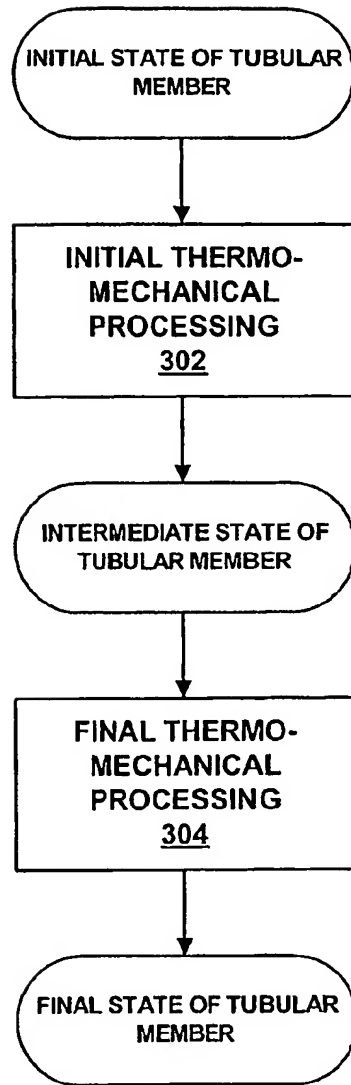 INITIAL STATE OF TUBULAR
MEMBER
INITIAL THERMO-
MECHANICAL
PROCESSING
302
INTERMEDIATE STATE OF
TUBULAR MEMBER
FINAL THERMO-
MECHANICAL
PROCESSING
304
FINAL STATE OF TUBULAR
MEMBER